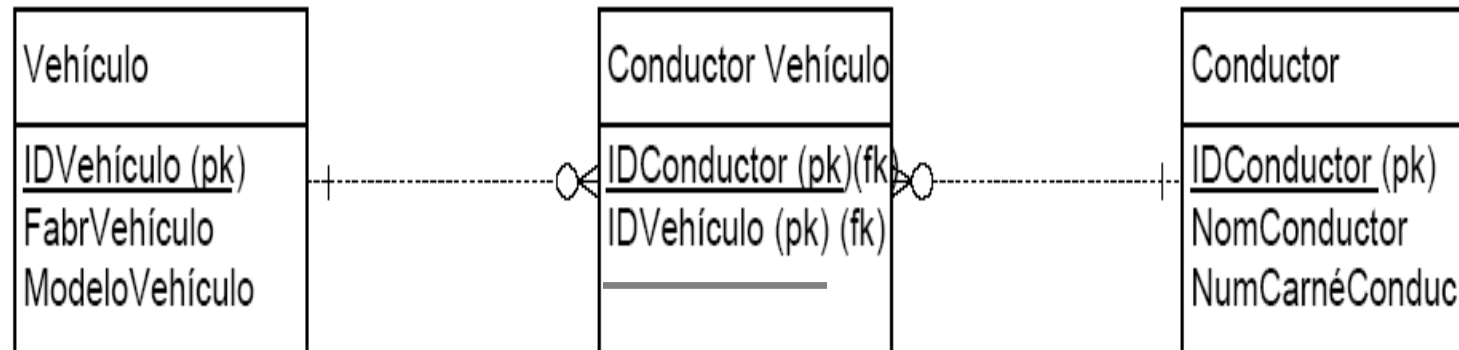 Vehículo
IDVehículo (pk)
FabrVehículo
ModeloVehículo
Conductor Vehículo
IDConductor (pk)(fk)
IDVehículo (pk) (fk)
Conductor
IDConductor (pk)
NomConductor
NumCarnéConduc